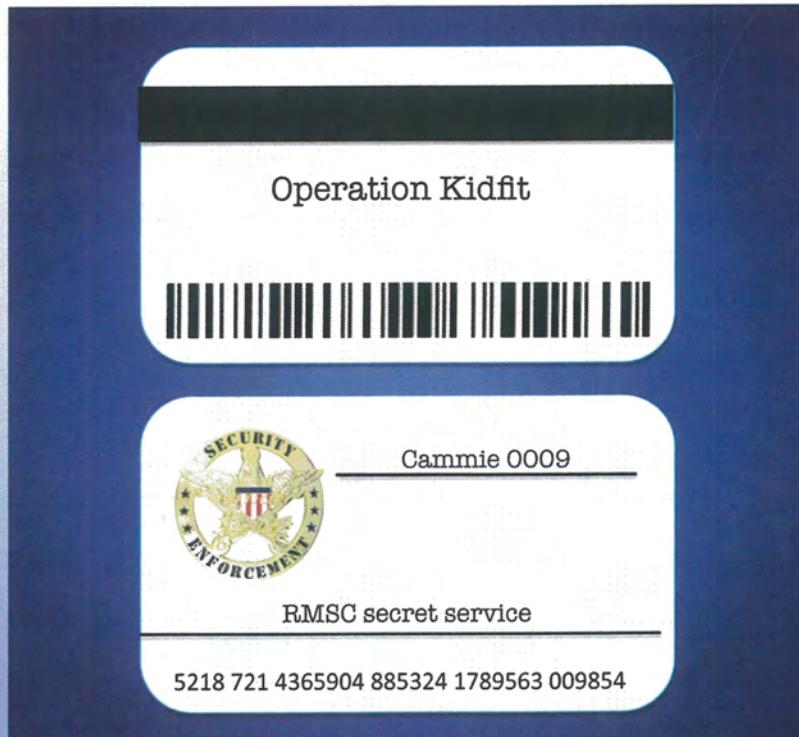 Operation Kidfit
SECURITY
Cammie 0009
ENFORCEMENT
RMSC secret service
5218 721 4365904 885324 1789563 009854